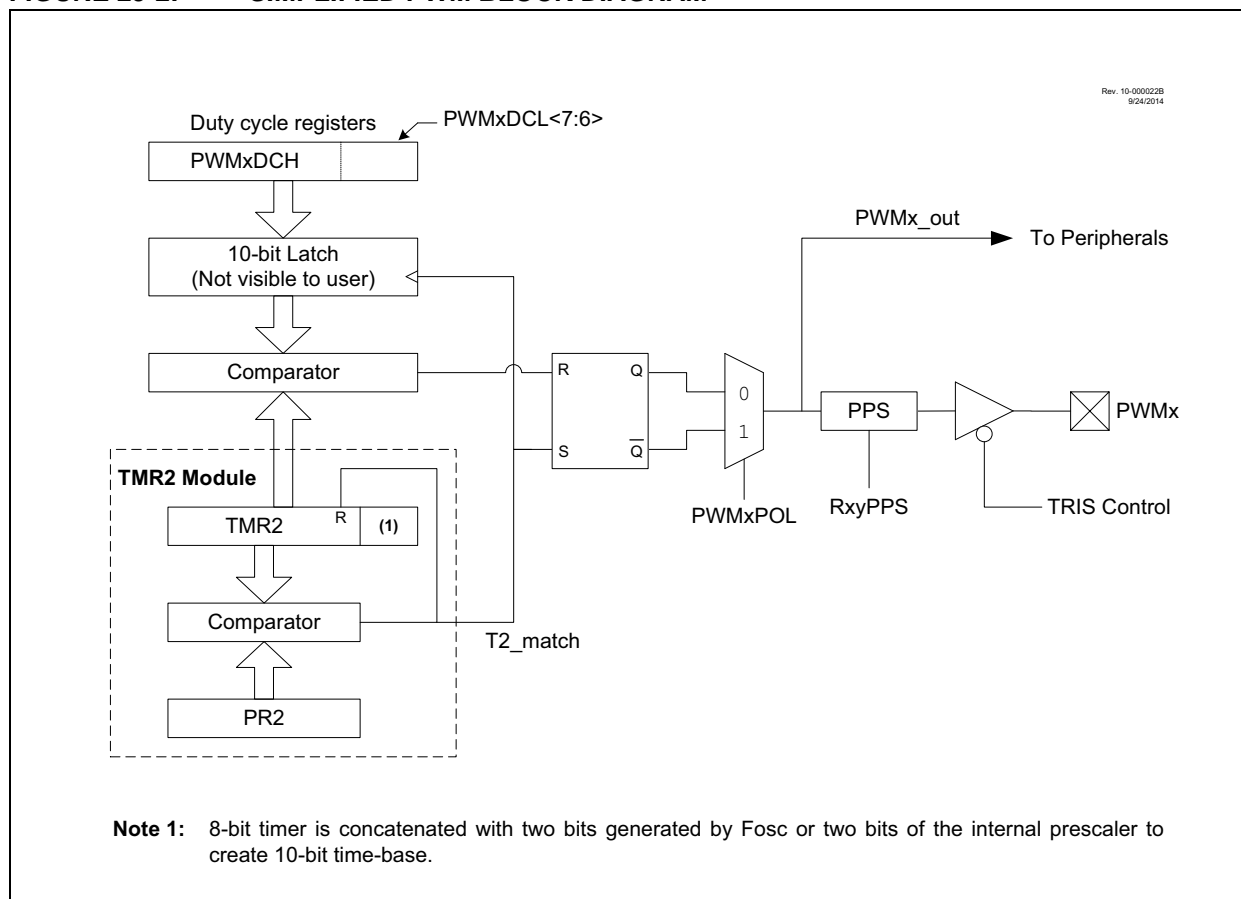 Rev. 10-000022B
9/24/2014
Duty cycle registers
PWMxDCL<7:6>
PWMxDCH
10-bit Latch
(Not visible to user)
Comparator
PWMx_out
To Peripherals
R
Q
S
Q
0
1
PPS
PWMx
PWMxPOL
RxyPPS
TRIS Control
TMR2 Module
TMR2
R
(1)
Comparator
T2_match
PR2
Note 1: 8-bit timer is concatenated with two bits generated by Fosc or two bits of the internal prescaler to
create 10-bit time-base.